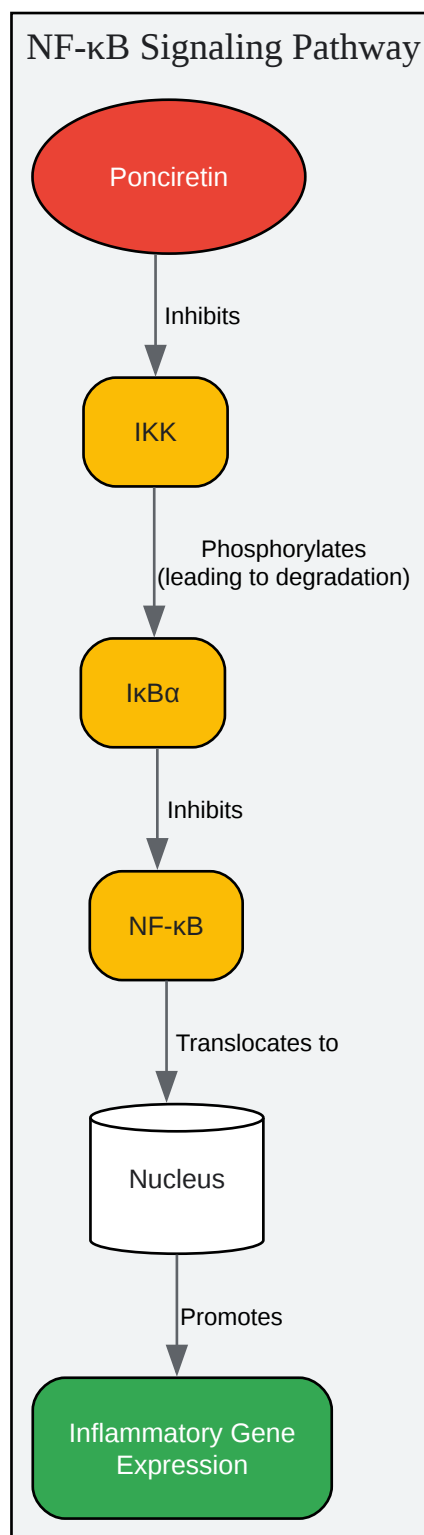 NF-κB Signaling Pathway
Ponciretin
Inhibits
IKK
Phosphorylates
(leading to degradation)
IκBα
Inhibits
NF-κB
Translocates to
Nucleus
Promotes
Inflammatory Gene
Expression